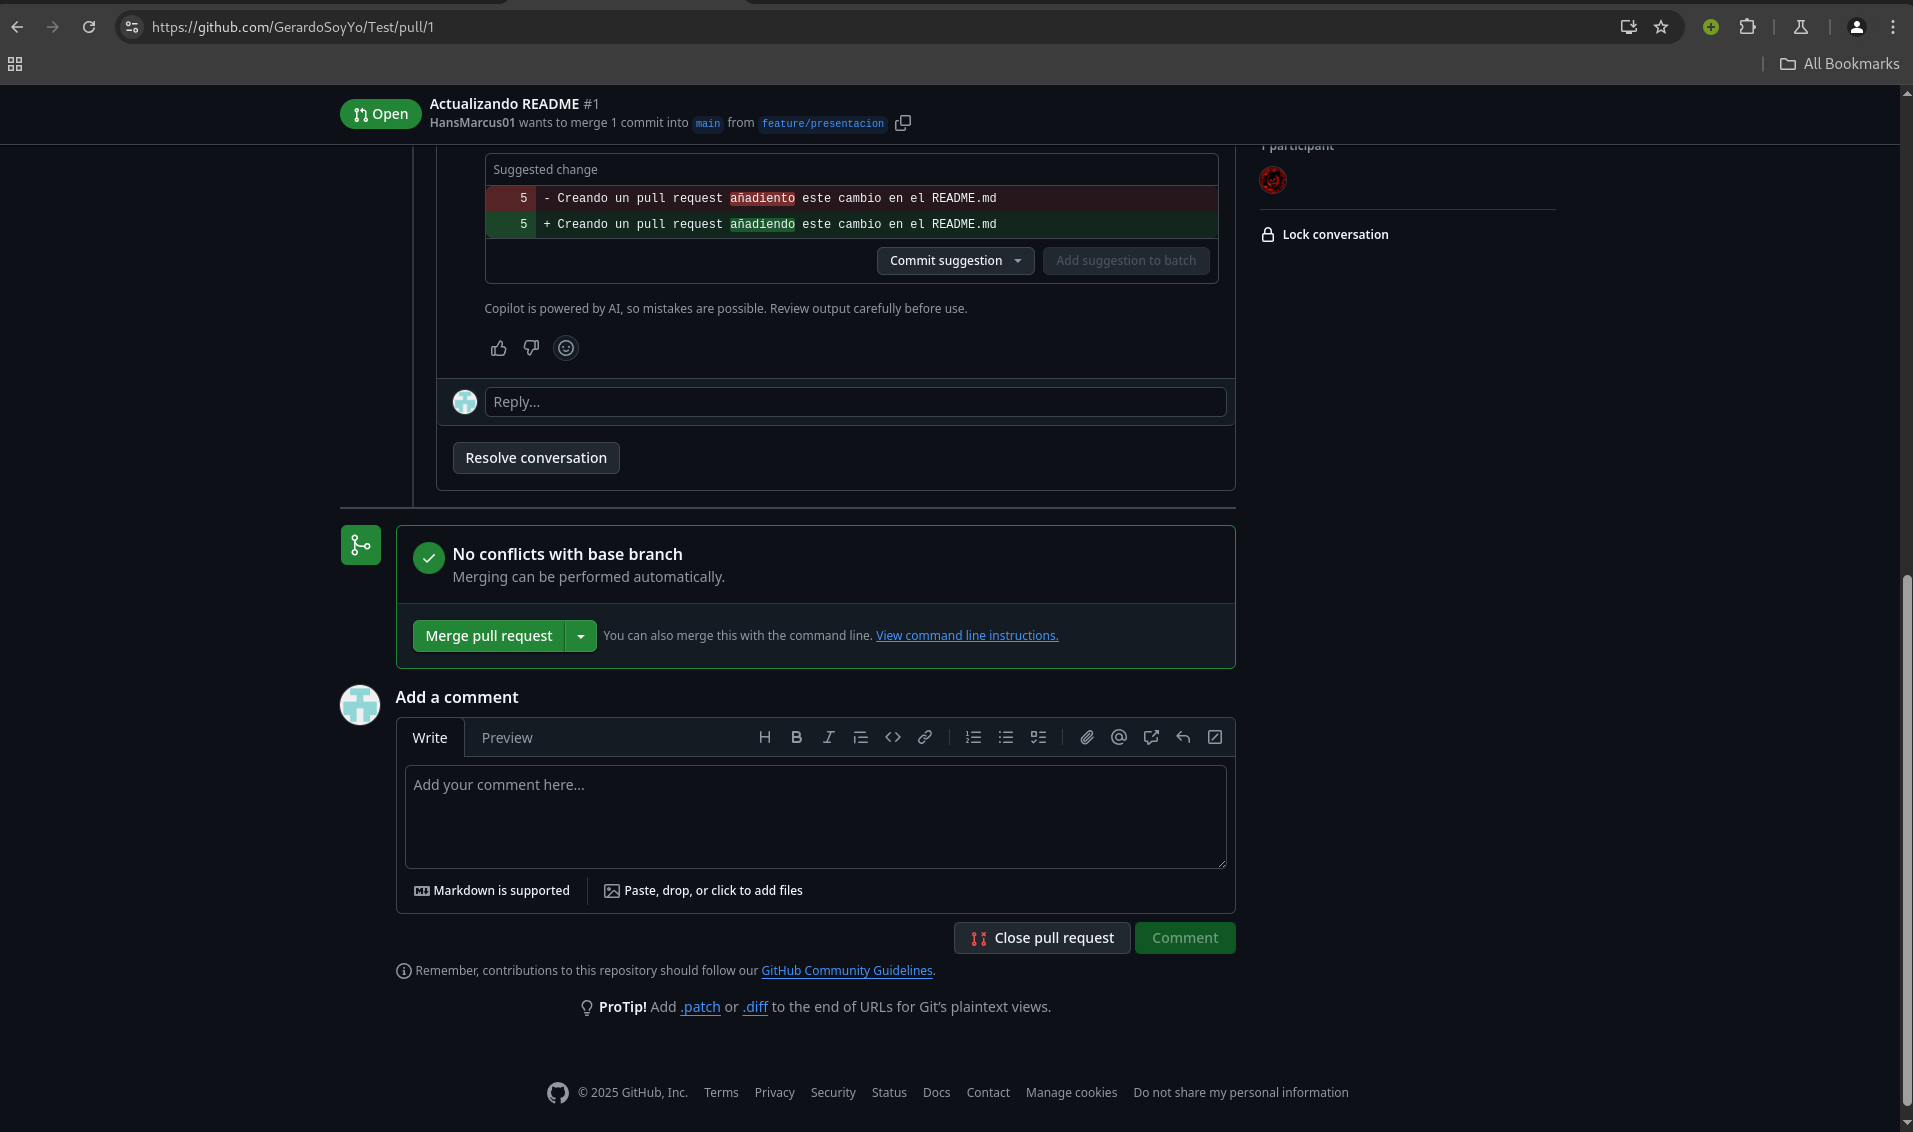 https://github.com/GerardoSoyYo/Test/pull/1
All Bookmarks
Open
Actualizando README #1
HansMarcus01 wants to merge 1 commit into main from feature/presentacion
1 participant
Suggested change
5 - Creando un pull request añadiento este cambio en el README.md
5 + Creando un pull request añadiendo este cambio en el README.md
Commit suggestion
Add suggestion to batch
Lock conversation
Copilot is powered by AI, so mistakes are possible. Review output carefully before use.
Reply...
Resolve conversation
No conflicts with base branch
Merging can be performed automatically.
Merge pull request
You can also merge this with the command line. View command line instructions.
Add a comment
Write
Preview
Add your comment here...
Markdown is supported
Paste, drop, or click to add files
Close pull request
Comment
Remember, contributions to this repository should follow our GitHub Community Guidelines.
ProTip! Add .patch or .diff to the end of URLs for Git's plaintext views.
© 2025 GitHub, Inc. Terms Privacy Security Status Docs Contact Manage cookies Do not share my personal information